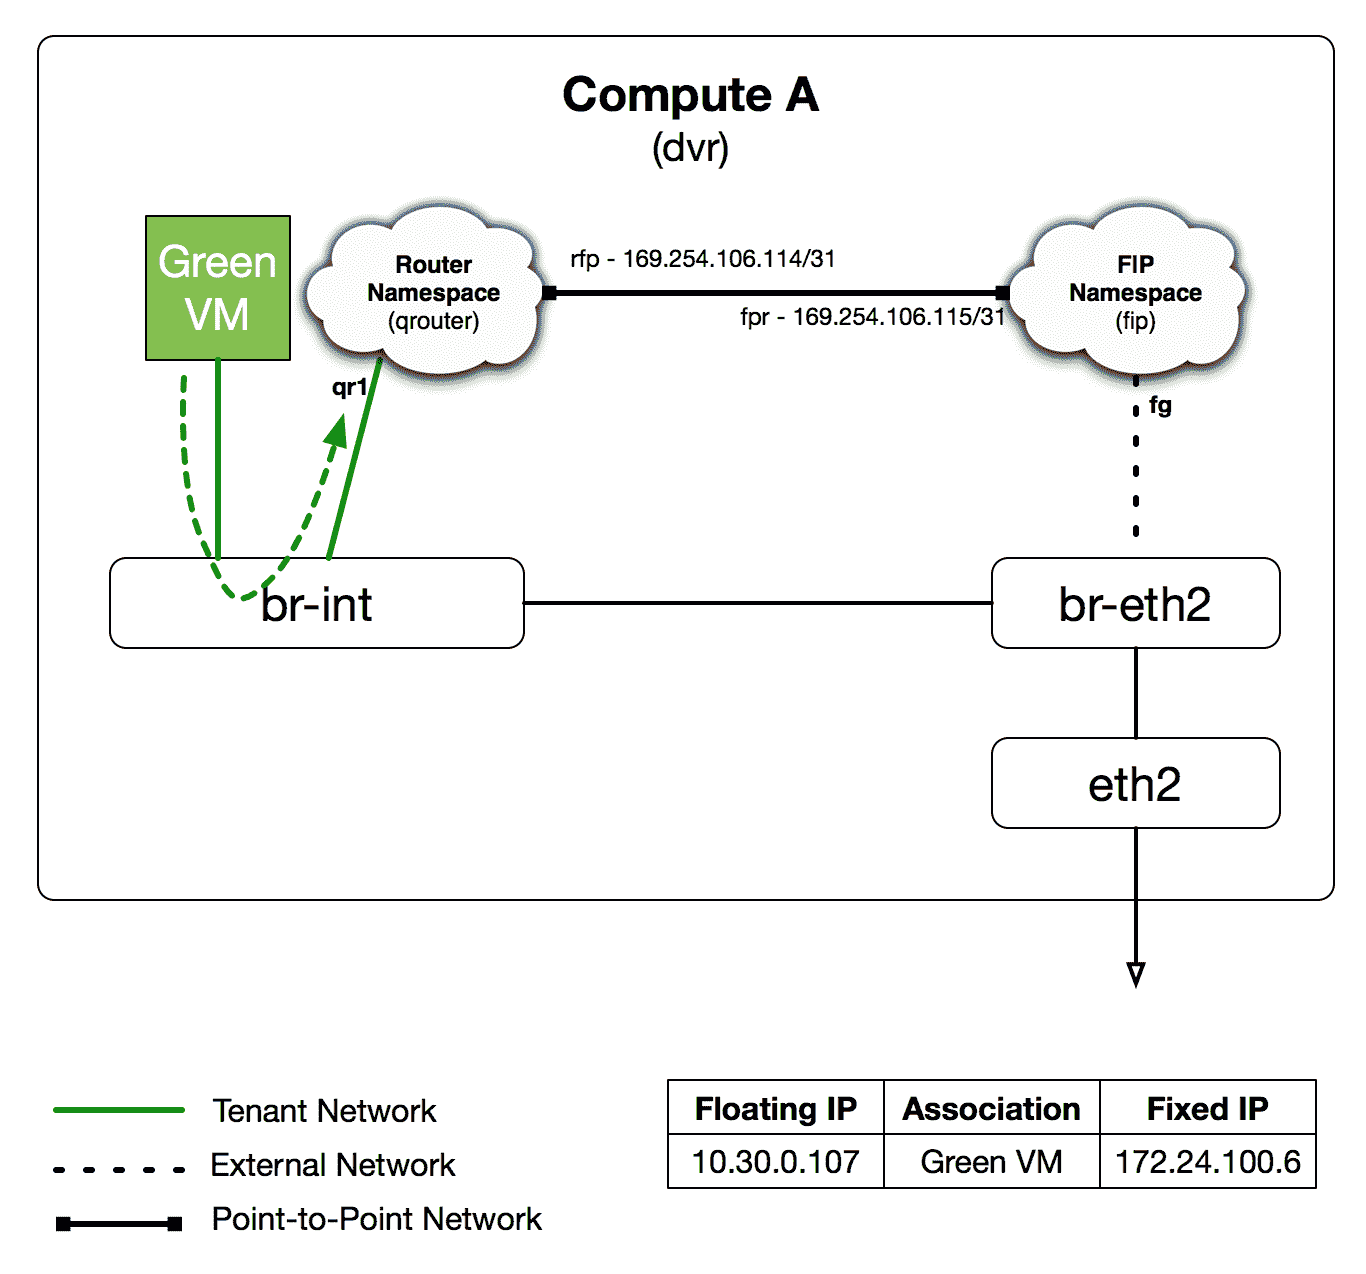 Compute A
(dvr)
Green
VM
Router
Namespace
(qrouter)
rfp - 169.254.106.114/31
fpr - 169.254.106.115/31
FIP
Namespace
(fip)
qr1
fg
br-int
br-eth2
eth2
Tenant Network
External Network
Point-to-Point Network
Floating IP Association Fixed IP
10.30.0.107 Green VM 172.24.100.6